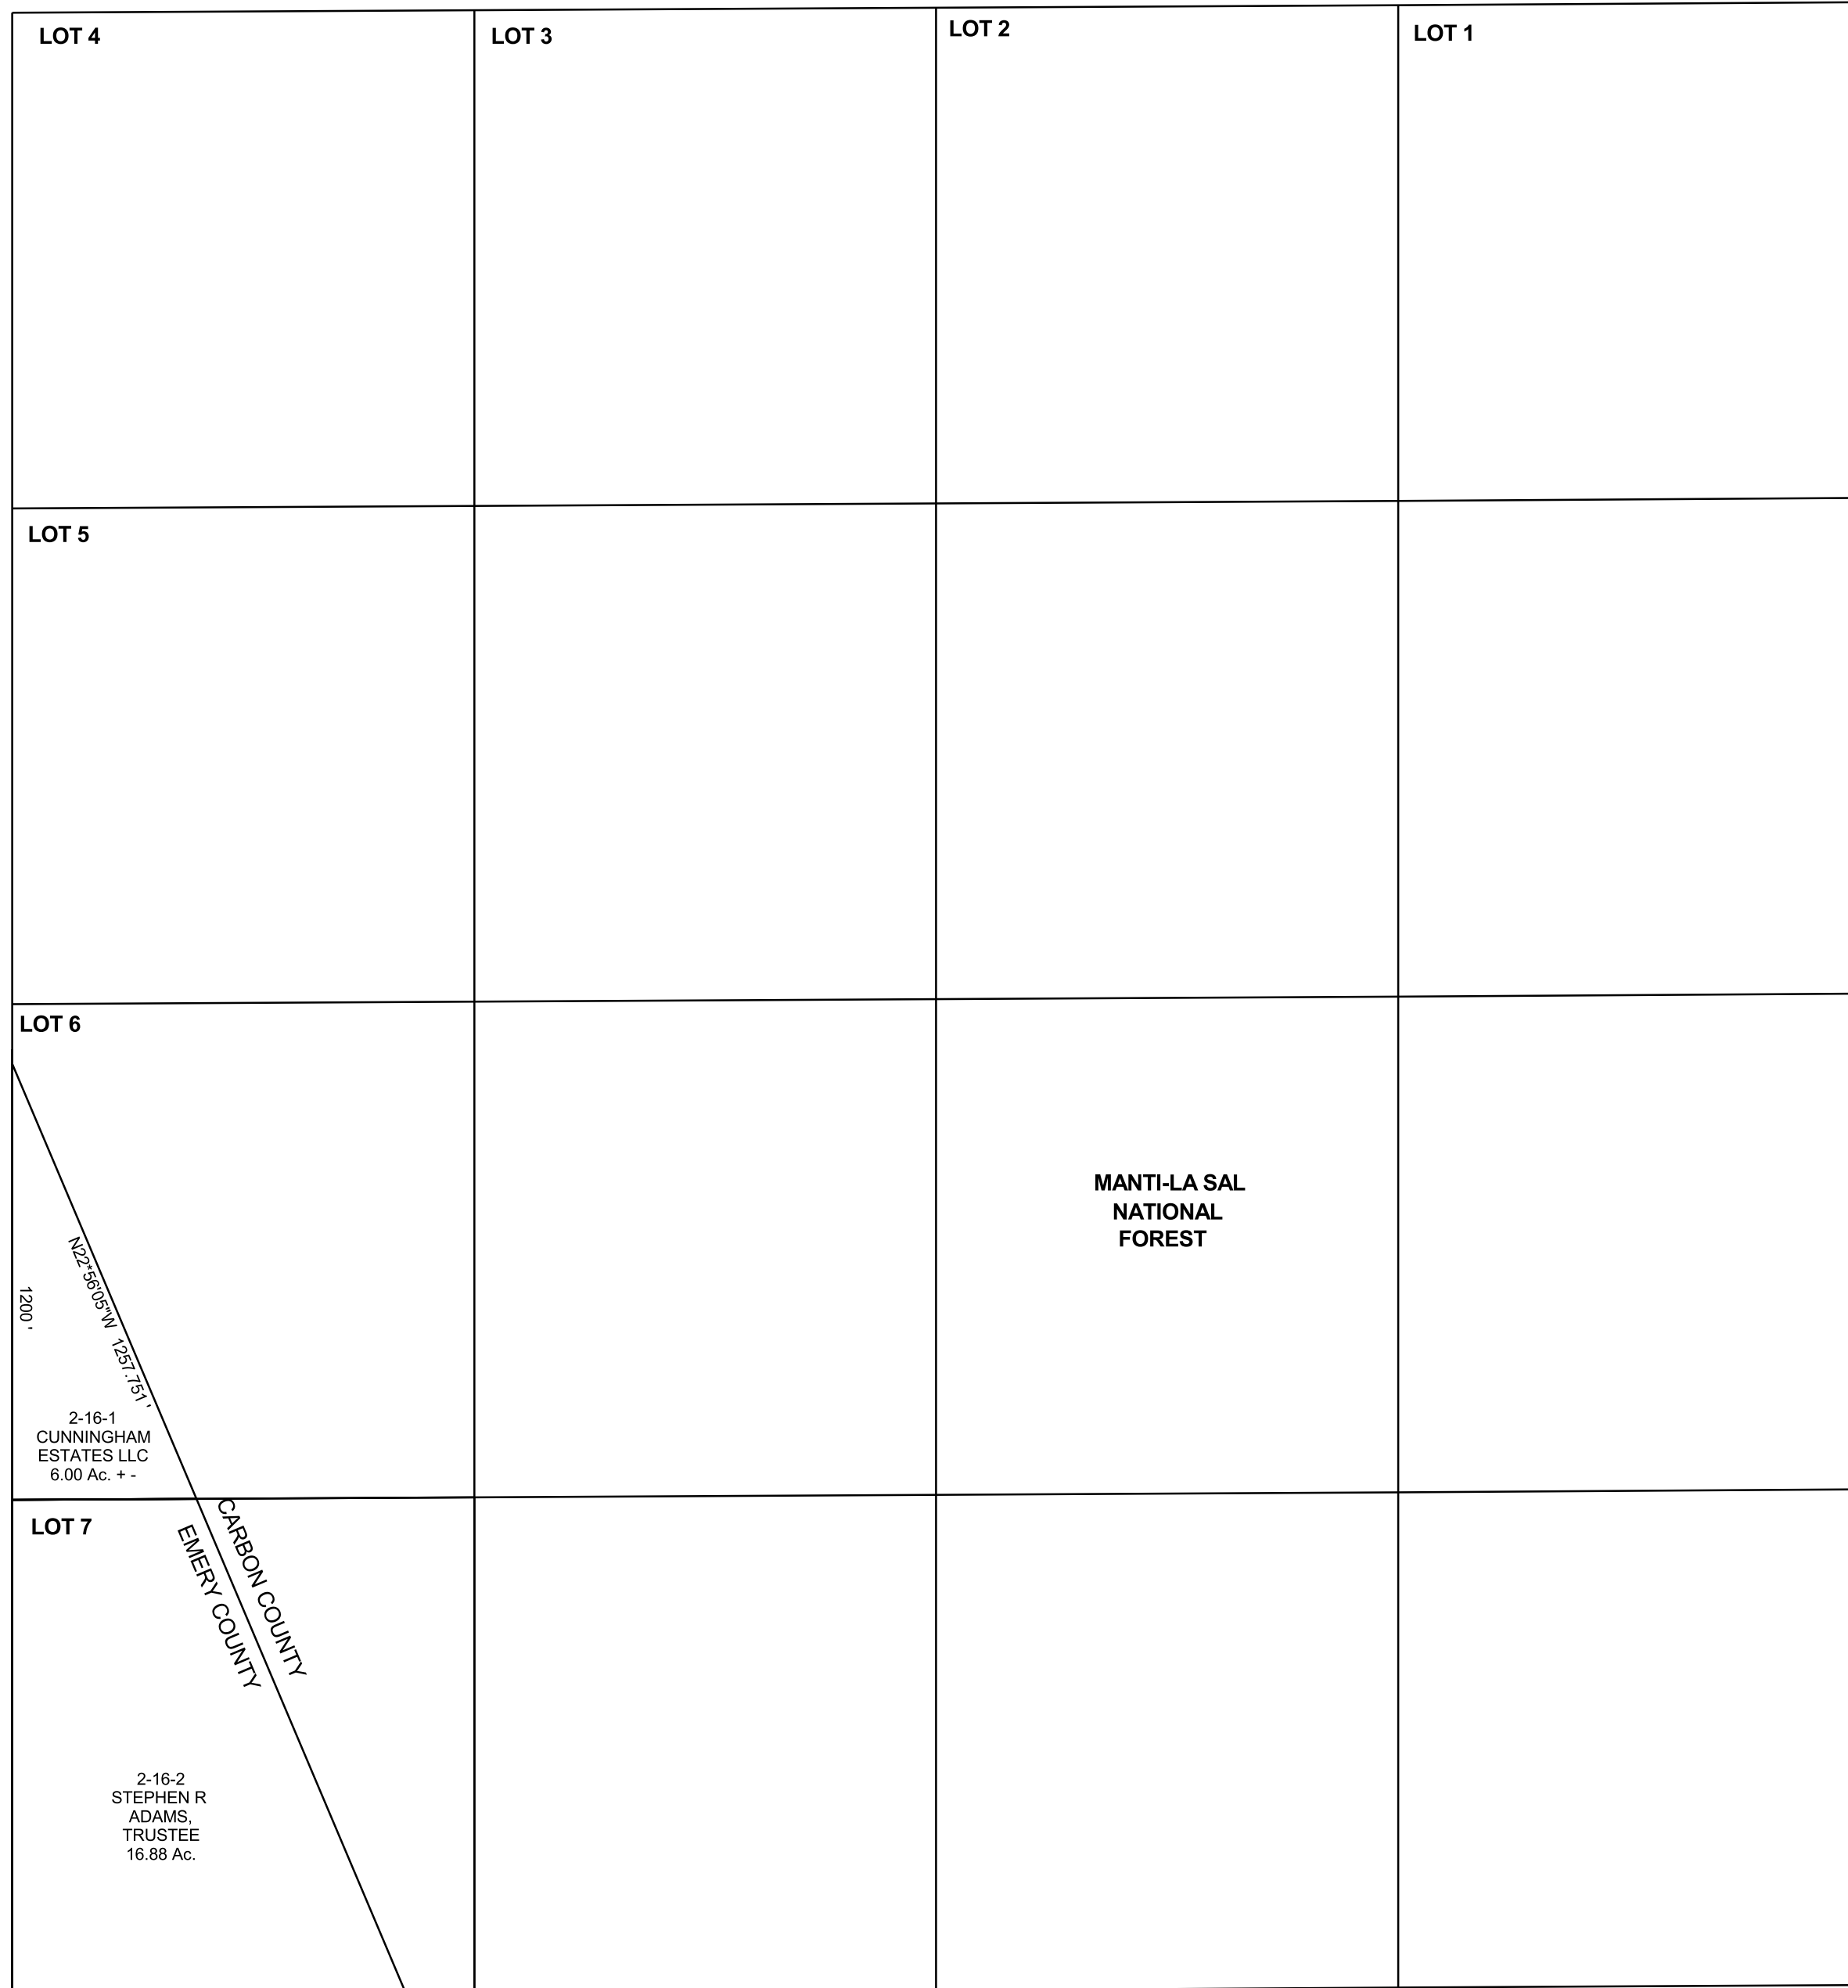 LOT 4
LOT 3
LOT 2
LOT 1
LOT 5
LOT 6
MANTI-LA SAL
NATIONAL
FOREST
N22*56'05"W 1257.751 '
1200 '
2-16-1
CUNNINGHAM
ESTATES LLC
6.00 Ac. + -
LOT 7
CARBON COUNTY
EMERY COUNTY
2-16-2
STEPHEN R
ADAMS,
TRUSTEE
16.88 Ac.